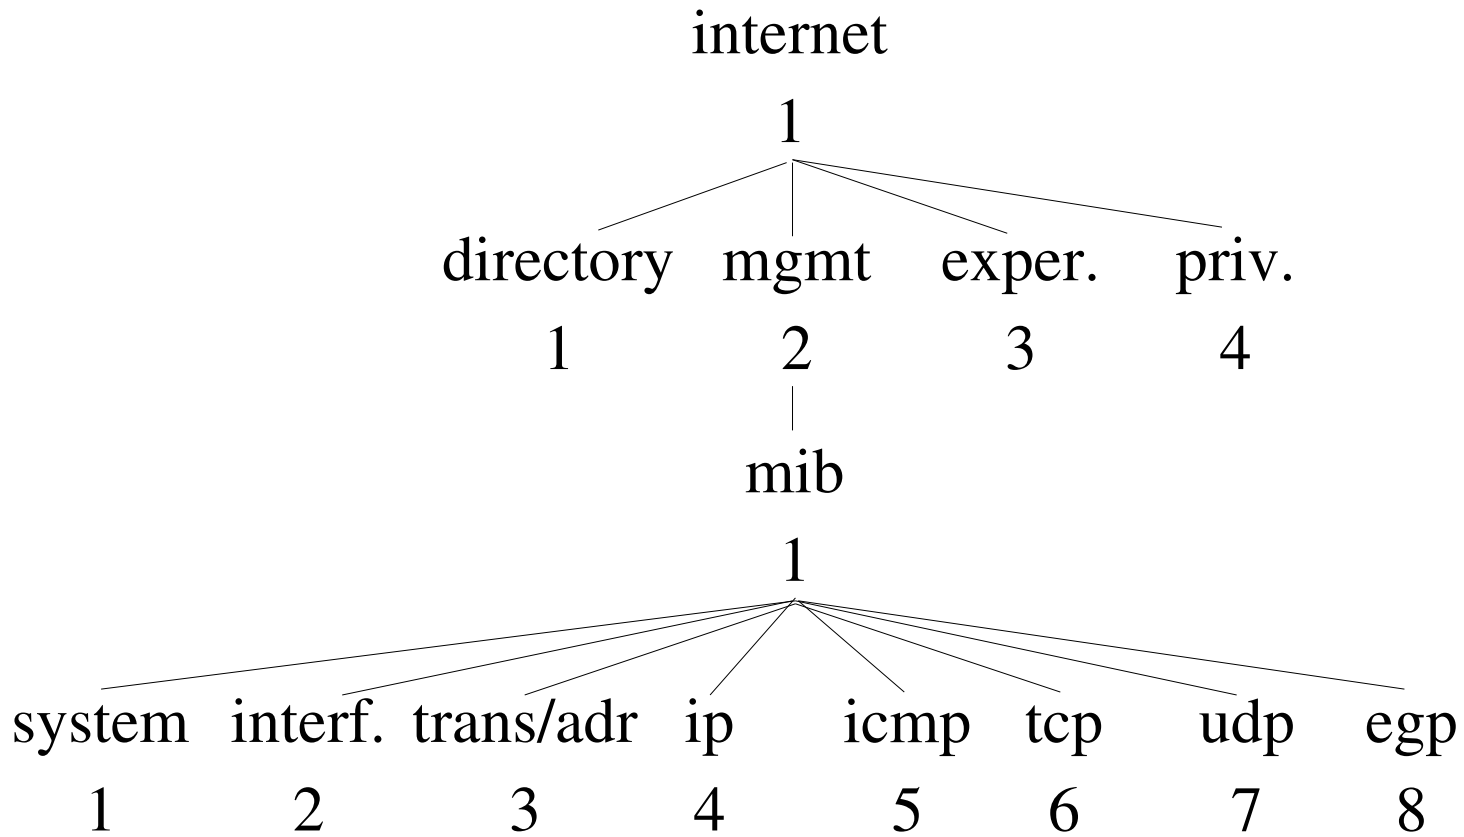 internet
1
directory mgmt exper. priv.
1 2 3 4
mib
1
system interf. trans/adr ip icmp tcp udp egp
1 2 3 4 5 6 7 8